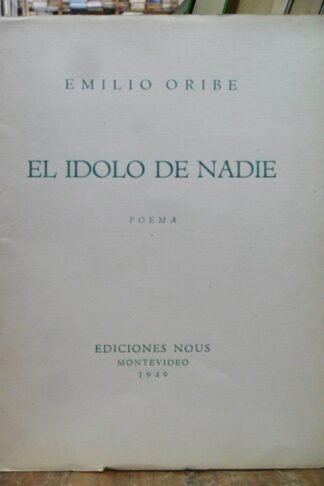 EMILIO ORIBE
EL IDOLO DE NADIE
POEMA
EDICIONES NOUS
MONTEVIDEO
1949